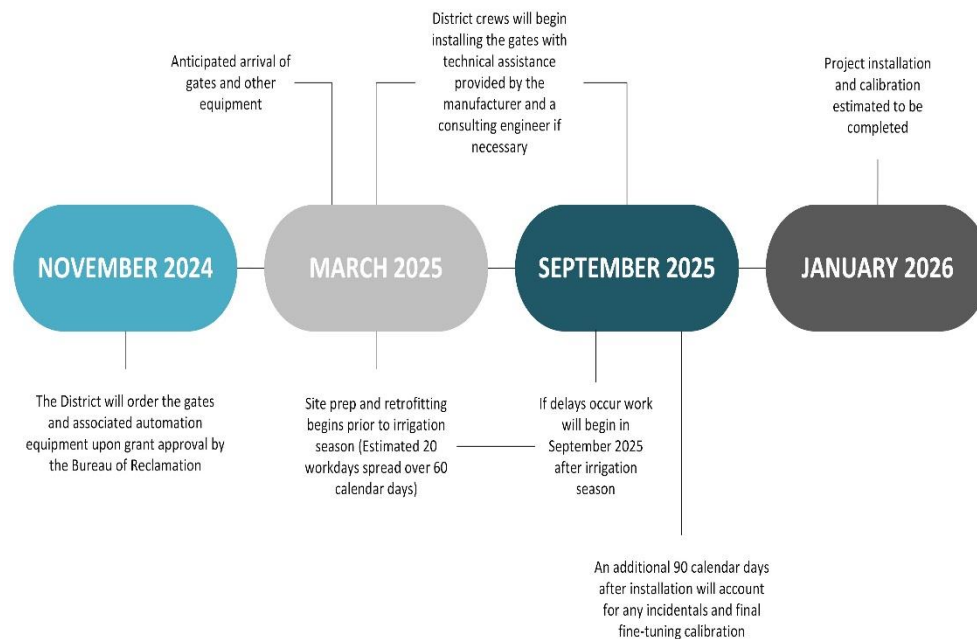 Anticipated arrival of
gates and other
equipment
District crews will begin
installing the gates with
technical assistance
provided by the
manufacturer and a
consulting engineer if
necessary
Project installation
and calibration
estimated to be
completed
NOVEMBER 2024
MARCH 2025
SEPTEMBER 2025
JANUARY 2026
The District will order the gates
and associated automation
equipment upon grant approval by
the Bureau of Reclamation
Site prep and retrofitting
begins prior to irrigation
season (Estimated 20
workdays spread over 60
calendar days)
If delays occur work
will begin in
September 2025
after irrigation
season
An additional 90 calendar days
after installation will account
for any incidentals and final
fine-tuning calibration